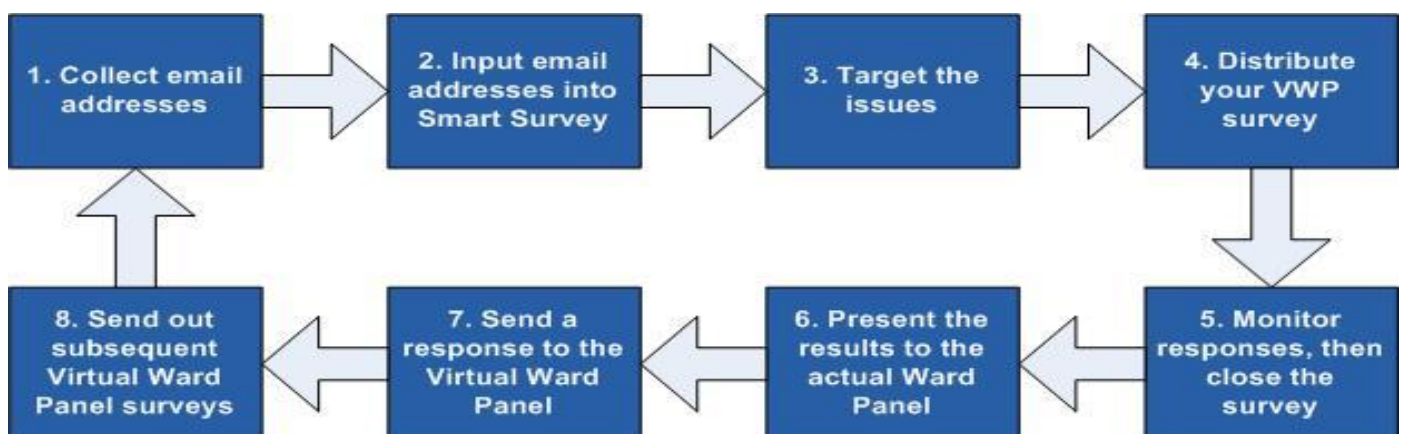 1. Collect email
addresses
2. Input email
addresses into
Smart Survey
3. Target the
issues
4. Distribute
your VWP
survey
5. Monitor
responses, then
close the
survey
6. Present the
results to the
actual Ward
Panel
7. Send a
response to the
Virtual Ward
Panel
8. Send out
subsequent
Virtual Ward
Panel surveys